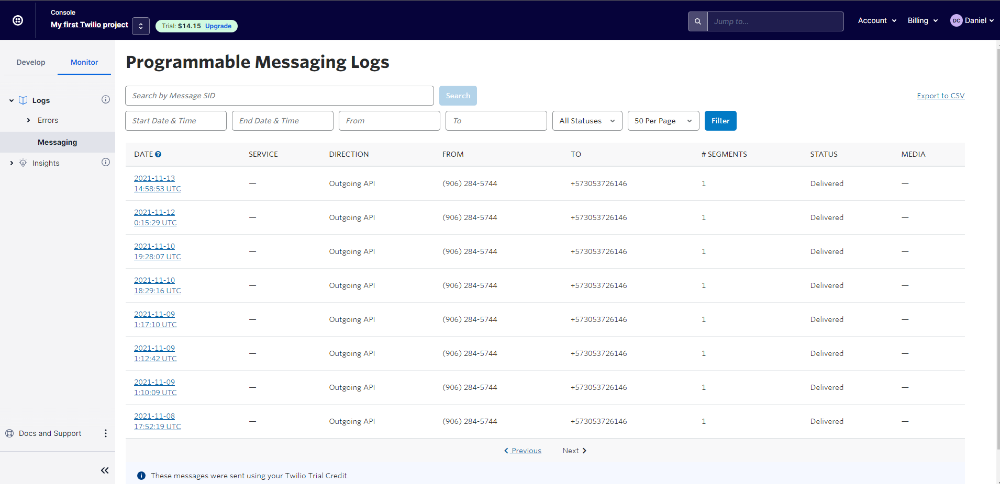 Console
My first Twilio project
Trial: $14.15 Upgrade
Jump to...
Account
Billing
DC Daniel
Develop
Monitor
Programmable Messaging Logs
Logs
Errors
Messaging
Insights
Docs and Support
Search by Message SID
Search
Export to CSV
Start Date & Time
End Date & Time
From
To
All Statuses
50 Per Page
Filter
DATE SERVICE DIRECTION FROM TO # SEGMENTS STATUS MEDIA
2021-11-13
14:58:53 UTC — Outgoing API (906) 284-5744 +573053726146 1 Delivered —
2021-11-12
0:15:29 UTC — Outgoing API (906) 284-5744 +573053726146 1 Delivered —
2021-11-10
19:28:07 UTC — Outgoing API (906) 284-5744 +573053726146 1 Delivered —
2021-11-10
18:29:16 UTC — Outgoing API (906) 284-5744 +573053726146 1 Delivered —
2021-11-09
1:17:10 UTC — Outgoing API (906) 284-5744 +573053726146 1 Delivered —
2021-11-09
1:12:42 UTC — Outgoing API (906) 284-5744 +573053726146 1 Delivered —
2021-11-09
1:10:09 UTC — Outgoing API (906) 284-5744 +573053726146 1 Delivered —
2021-11-08
17:52:19 UTC — Outgoing API (906) 284-5744 +573053726146 1 Delivered —
Previous Next
These messages were sent using your Twilio Trial Credit.